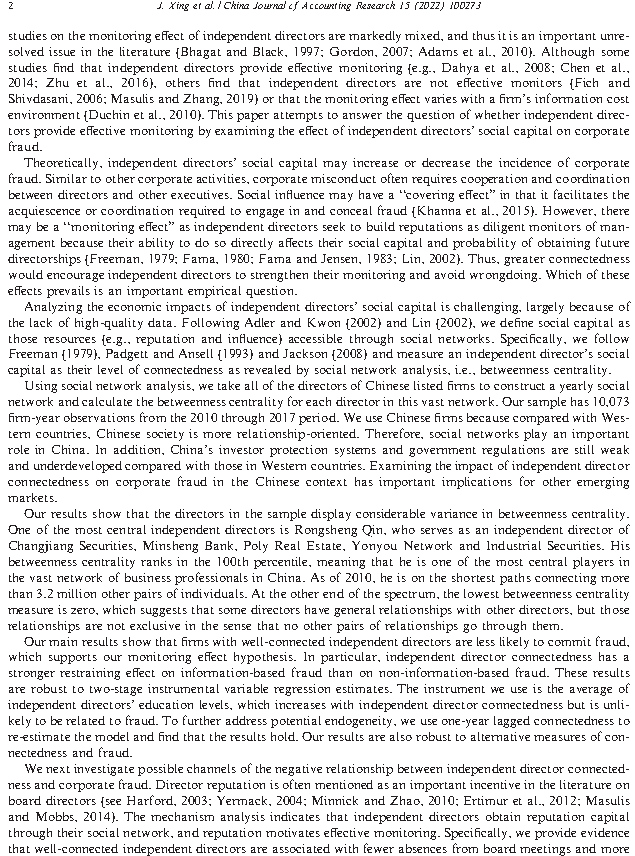 2 J. Xing et al. / China Journal of Accounting Research 15 (2022) 100273
studies on the monitoring effect of independent directors are markedly mixed, and thus it is an important unre-
solved issue in the literature (Bhagat and Black, 1997; Gordon, 2007; Adams et al., 2010). Although some
studies find that independent directors provide effective monitoring (e.g., Dahya et al., 2008; Chen et al.,
2014; Zhu et al., 2016), others find that independent directors are not effective monitors (Fich and
Shivdasani, 2006; Masulis and Zhang, 2019) or that the monitoring effect varies with a firm's information cost
environment (Duchin et al., 2010). This paper attempts to answer the question of whether independent direc-
tors provide effective monitoring by examining the effect of independent directors' social capital on corporate
fraud.
Theoretically, independent directors' social capital may increase or decrease the incidence of corporate
fraud. Similar to other corporate activities, corporate misconduct often requires cooperation and coordination
between directors and other executives. Social influence may have a "covering effect" in that it facilitates the
acquiescence or coordination required to engage in and conceal fraud (Khanna et al., 2015). However, there
may be a "monitoring effect" as independent directors seek to build reputations as diligent monitors of man-
agement because their ability to do so directly affects their social capital and probability of obtaining future
directorships (Freeman, 1979; Fama, 1980; Fama and Jensen, 1983; Lin, 2002). Thus, greater connectedness
would encourage independent directors to strengthen their monitoring and avoid wrongdoing. Which of these
effects prevails is an important empirical question.
Analyzing the economic impacts of independent directors' social capital is challenging, largely because of
the lack of high-quality data. Following Adler and Kwon (2002) and Lin (2002), we define social capital as
those resources (e.g., reputation and influence) accessible through social networks. Specifically, we follow
Freeman (1979), Padgett and Ansell (1993) and Jackson (2008) and measure an independent director's social
capital as their level of connectedness as revealed by social network analysis, i.e., betweenness centrality.
Using social network analysis, we take all of the directors of Chinese listed firms to construct a yearly social
network and calculate the betweenness centrality for each director in this vast network. Our sample has 10,073
firm-year observations from the 2010 through 2017 period. We use Chinese firms because compared with Wes-
tern countries, Chinese society is more relationship-oriented. Therefore, social networks play an important
role in China. In addition, China's investor protection systems and government regulations are still weak
and underdeveloped compared with those in Western countries. Examining the impact of independent director
connectedness on corporate fraud in the Chinese context has important implications for other emerging
markets.
Our results show that the directors in the sample display considerable variance in betweenness centrality.
One of the most central independent directors is Rongsheng Qin, who serves as an independent director of
Changjiang Securities, Minsheng Bank, Poly Real Estate, Yonyou Network and Industrial Securities. His
betweenness centrality ranks in the 100th percentile, meaning that he is one of the most central players in
the vast network of business professionals in China. As of 2010, he is on the shortest paths connecting more
than 3.2 million other pairs of individuals. At the other end of the spectrum, the lowest betweenness centrality
measure is zero, which suggests that some directors have general relationships with other directors, but those
relationships are not exclusive in the sense that no other pairs of relationships go through them.
Our main results show that firms with well-connected independent directors are less likely to commit fraud,
which supports our monitoring effect hypothesis. In particular, independent director connectedness has a
stronger restraining effect on information-based fraud than on non-information-based fraud. These results
are robust to two-stage instrumental variable regression estimates. The instrument we use is the average of
independent directors' education levels, which increases with independent director connectedness but is unli-
kely to be related to fraud. To further address potential endogeneity, we use one-year lagged connectedness to
re-estimate the model and find that the results hold. Our results are also robust to alternative measures of con-
nectedness and fraud.
We next investigate possible channels of the negative relationship between independent director connected-
ness and corporate fraud. Director reputation is often mentioned as an important incentive in the literature on
board directors (see Harford, 2003; Yermack, 2004; Minnick and Zhao, 2010; Ertimur et al., 2012; Masulis
and Mobbs, 2014). The mechanism analysis indicates that independent directors obtain reputation capital
through their social network, and reputation motivates effective monitoring. Specifically, we provide evidence
that well-connected independent directors are associated with fewer absences from board meetings and more